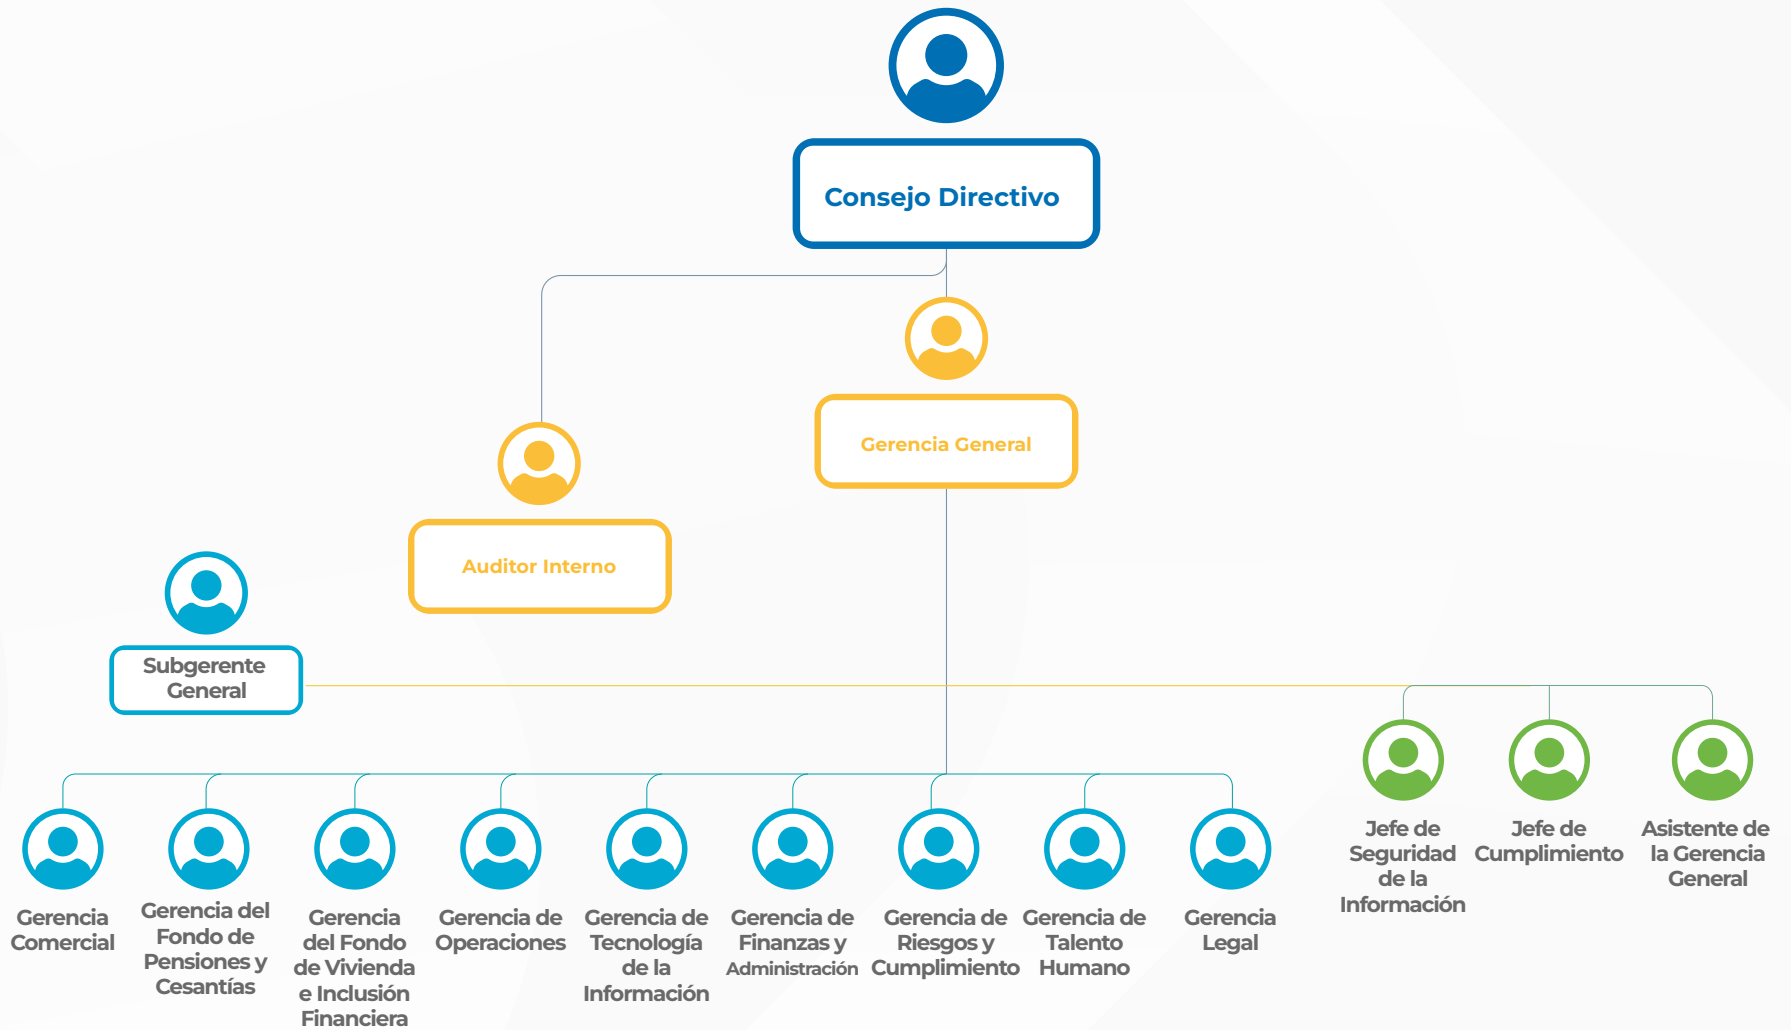 Consejo Directivo
Gerencia General
Auditor Interno
Subgerente
General
Jefe de
Seguridad
de la
Información
Jefe de
Cumplimiento
Asistente de
la Gerencia
General
Gerencia
Comercial
Gerencia del
Fondo de
Pensiones y
Cesantías
Gerencia
del Fondo
de Vivienda
e Inclusión
Financiera
Gerencia de
Operaciones
Gerencia de
Tecnología
de la
Información
Gerencia de
Finanzas y
Administración
Gerencia de
Riesgos y
Cumplimiento
Gerencia de
Talento
Humano
Gerencia
Legal